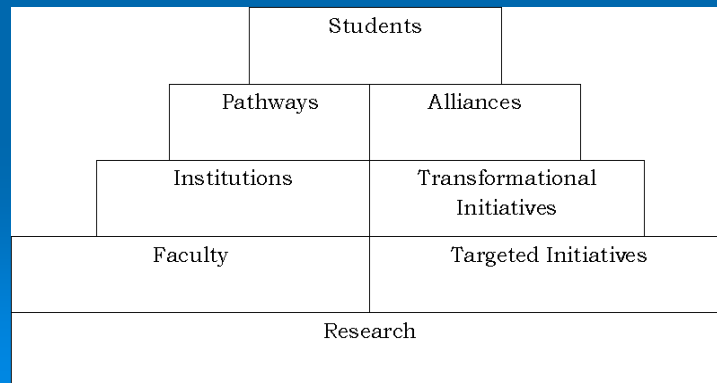 Students
Pathways
Alliances
Institutions
Transformational
Initiatives
Faculty
Targeted Initiatives
Research